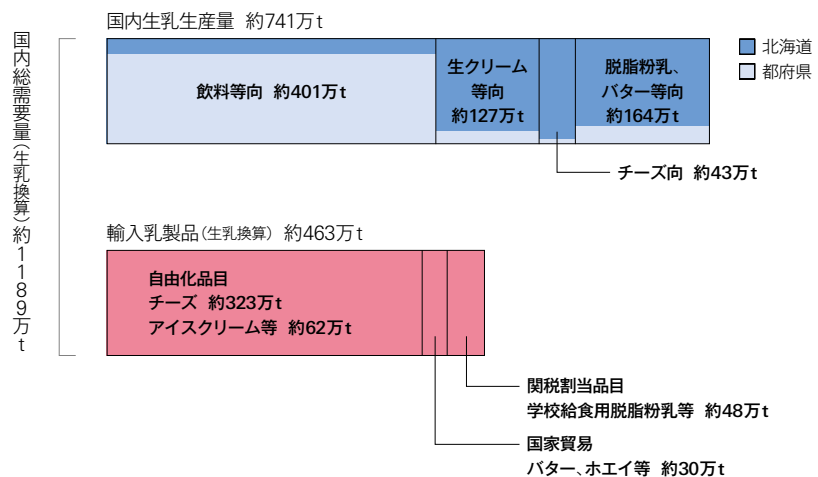 国内総需要量(生乳換算)約1189万t
国内生乳生産量 約741万t
北海道
都府県
飲料等向 約401万t
生クリーム
等向
約127万t
脱脂粉乳、
バター等向
約164万t
チーズ向 約43万t
輸入乳製品(生乳換算) 約463万t
自由化品目
チーズ 約323万t
アイスクリーム等 約62万t
関税割当品目
学校給食用脱脂粉乳等 約48万t
国家貿易
バター、ホエイ等 約30万t